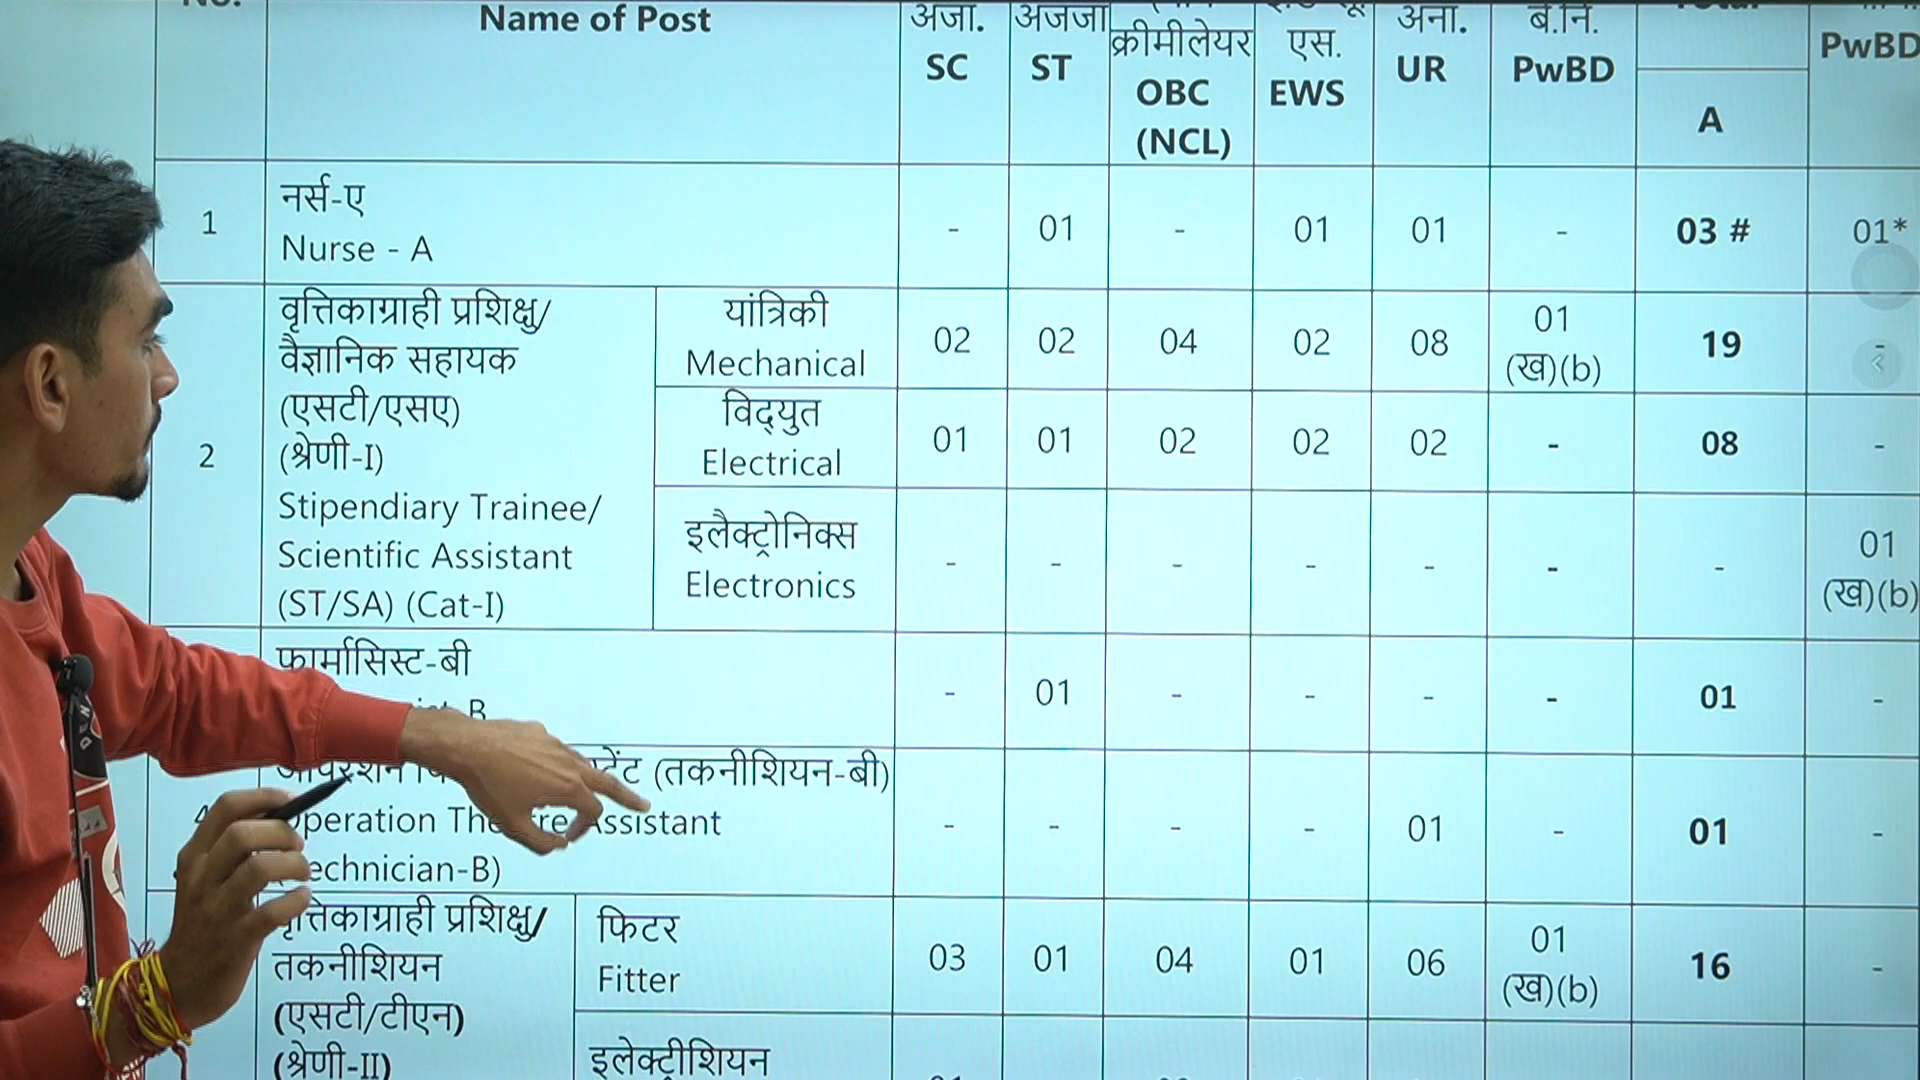 Name of Post
अजा.
SC
अजजा
ST
क्रीमीलेयर
OBC
(NCL)
एस.
EWS
अना.
UR
बे.नि.
PwBD
A
PwBD
1
नर्स-ए
Nurse - A
-
01
-
01
01
-
03 #
01*
2
वृत्तिकाग्राही प्रशिक्षु/
वैज्ञानिक सहायक
(एसटी/एसए)
(श्रेणी-I)
Stipendiary Trainee/
Scientific Assistant
(ST/SA) (Cat-I)
यांत्रिकी
Mechanical
02
02
04
02
08
01
(ख)(b)
19
-
विद्युत
Electrical
01
01
02
02
02
-
08
-
इलैक्ट्रोनिक्स
Electronics
-
-
-
-
-
-
-
01
(ख)(b)
फार्मासिस्ट-बी
B
-
01
-
-
-
-
01
-
(तकनीशियन-बी)
Assistant
-B)
-
-
-
-
01
-
01
-
प्रशिक्षु/
तकनीशियन
(एसटी/टीएन)
(श्रेणी-II)
फिटर
Fitter
03
01
04
01
06
01
(ख)(b)
16
-
इलेक्ट्रीशियन